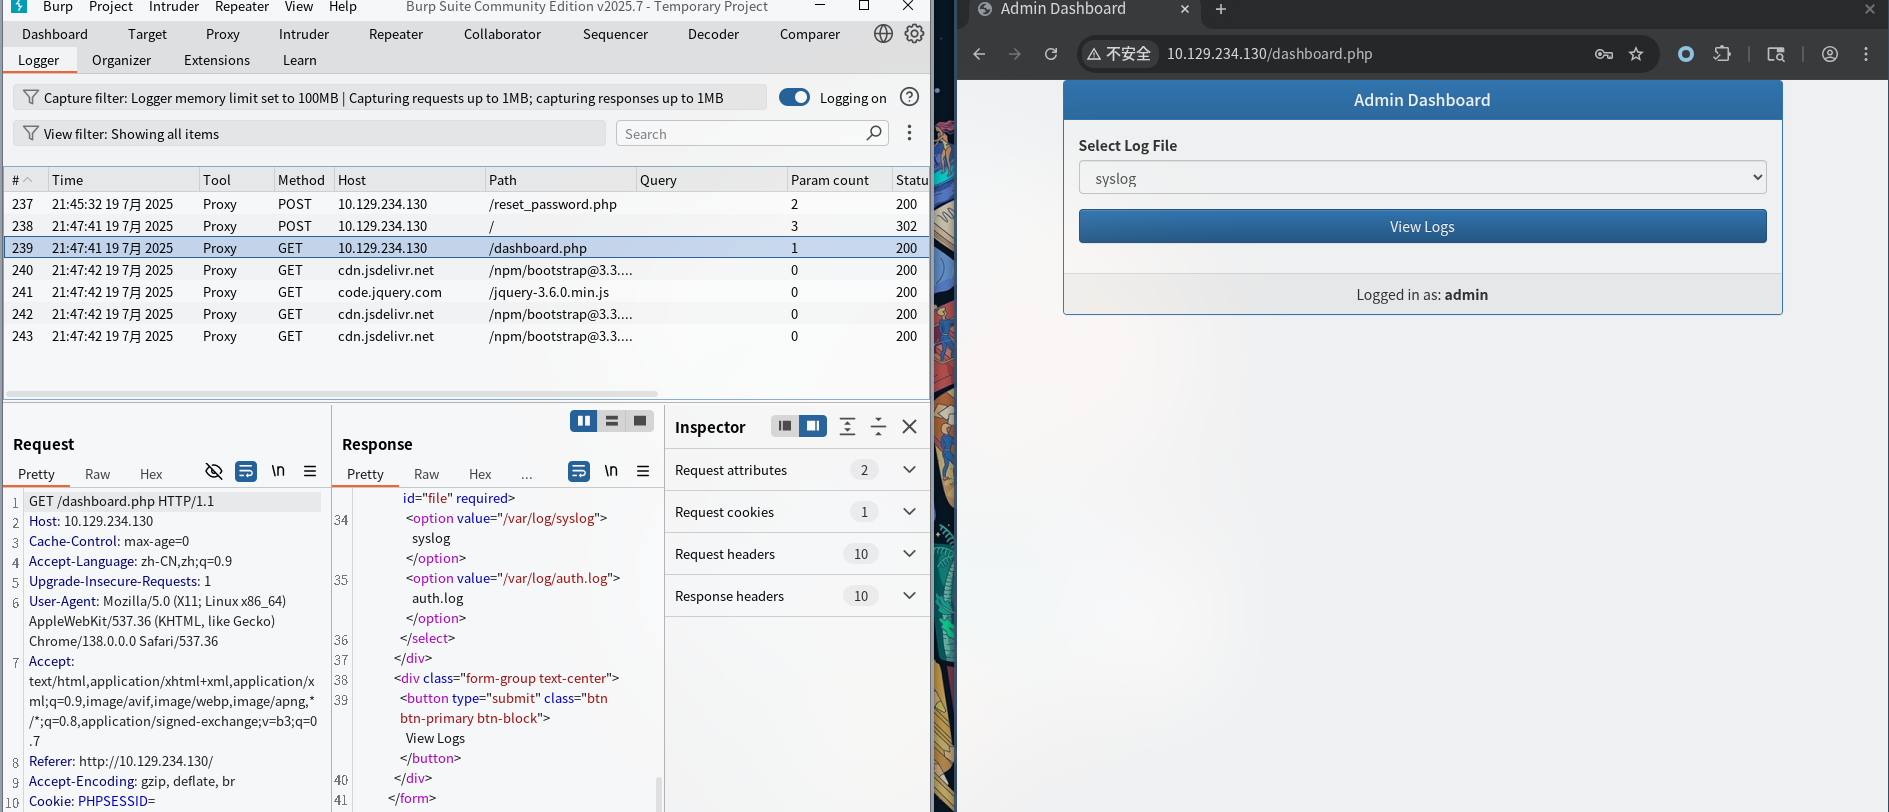 Burp Project Intruder Repeater View Help Burp Suite Community Edition v2025.7 - Temporary Project
Dashboard Target Proxy Intruder Repeater Collaborator Sequencer Decoder Comparer
Logger Organizer Extensions Learn
Capture filter: Logger memory limit set to 100MB | Capturing requests up to 1MB; capturing responses up to 1MB
Logging on
View filter: Showing all items
Search
# Time Tool Method Host Path Query Param count Statu
237 21:45:32 19 7月 2025 Proxy POST 10.129.234.130 /reset_password.php 2 200
238 21:47:41 19 7月 2025 Proxy POST 10.129.234.130 / 3 302
239 21:47:41 19 7月 2025 Proxy GET 10.129.234.130 /dashboard.php 1 200
240 21:47:42 19 7月 2025 Proxy GET cdn.jsdelivr.net /npm/bootstrap@3.3.... 0 200
241 21:47:42 19 7月 2025 Proxy GET code.jquery.com /jquery-3.6.0.min.js 0 200
242 21:47:42 19 7月 2025 Proxy GET cdn.jsdelivr.net /npm/bootstrap@3.3.... 0 200
243 21:47:42 19 7月 2025 Proxy GET cdn.jsdelivr.net /npm/bootstrap@3.3.... 0 200
Request
Pretty Raw Hex \n
1 GET /dashboard.php HTTP/1.1
2 Host: 10.129.234.130
3 Cache-Control: max-age=0
4 Accept-Language: zh-CN,zh;q=0.9
5 Upgrade-Insecure-Requests: 1
6 User-Agent: Mozilla/5.0 (X11; Linux x86_64)
AppleWebKit/537.36 (KHTML, like Gecko)
Chrome/138.0.0.0 Safari/537.36
7 Accept:
text/html,application/xhtml+xml,application/x
ml;q=0.9,image/avif,image/webp,image/apng,*
/*;q=0.8,application/signed-exchange;v=b3;q=0
.7
8 Referer: http://10.129.234.130/
9 Accept-Encoding: gzip, deflate, br
10 Cookie: PHPSESSID=
Response
Pretty Raw Hex ... \n
id="file" required>
34 <option value="/var/log/syslog">
syslog
</option>
35 <option value="/var/log/auth.log">
auth.log
</option>
36 </select>
37 </div>
38 <div class="form-group text-center">
39 <button type="submit" class="btn
btn-primary btn-block">
View Logs
</button>
40 </div>
41 </form>
Inspector
Request attributes 2
Request cookies 1
Request headers 10
Response headers 10
Admin Dashboard
不安全 10.129.234.130/dashboard.php
Admin Dashboard
Select Log File
syslog
View Logs
Logged in as: admin